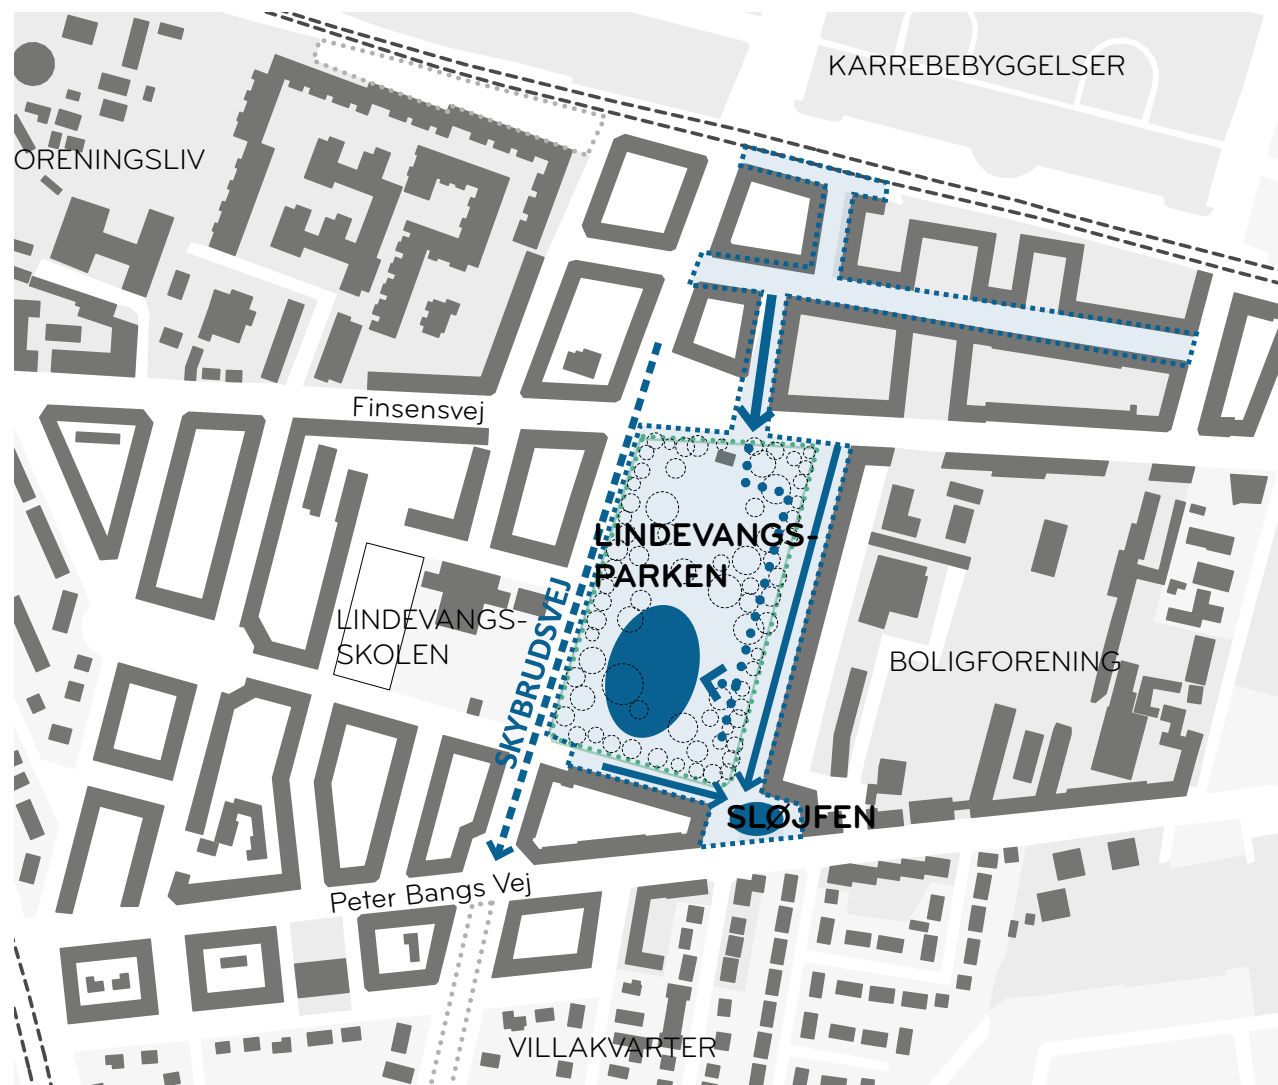 KARREBEBYGGELSER
ORENINGSLIV
Finsensvej
LINDEVANGS-
PARKEN
LINDEVANGS-
SKOLEN
SKYBRUDSVEJ
BOLIGFORENING
SLØJFEN
Peter Bangs Vej
VILLAKVARTER